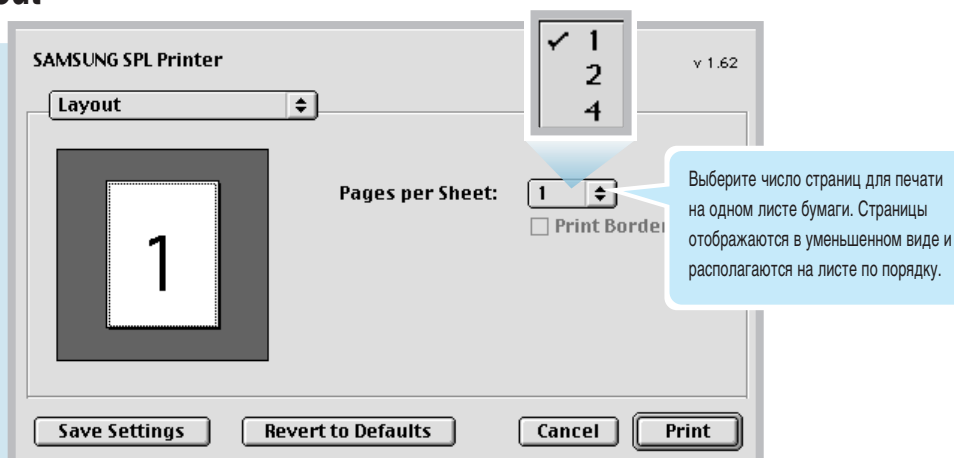 SAMSUNG SPL Printer
v 1.62
Layout
✓ 1
2
4
1
Pages per Sheet:
1
Print Border
Выберите число страниц для печати
на одном листе бумаги. Страницы
отображаются в уменьшенном виде и
располагаются на листе по порядку.
Save Settings
Revert to Defaults
Cancel
Print